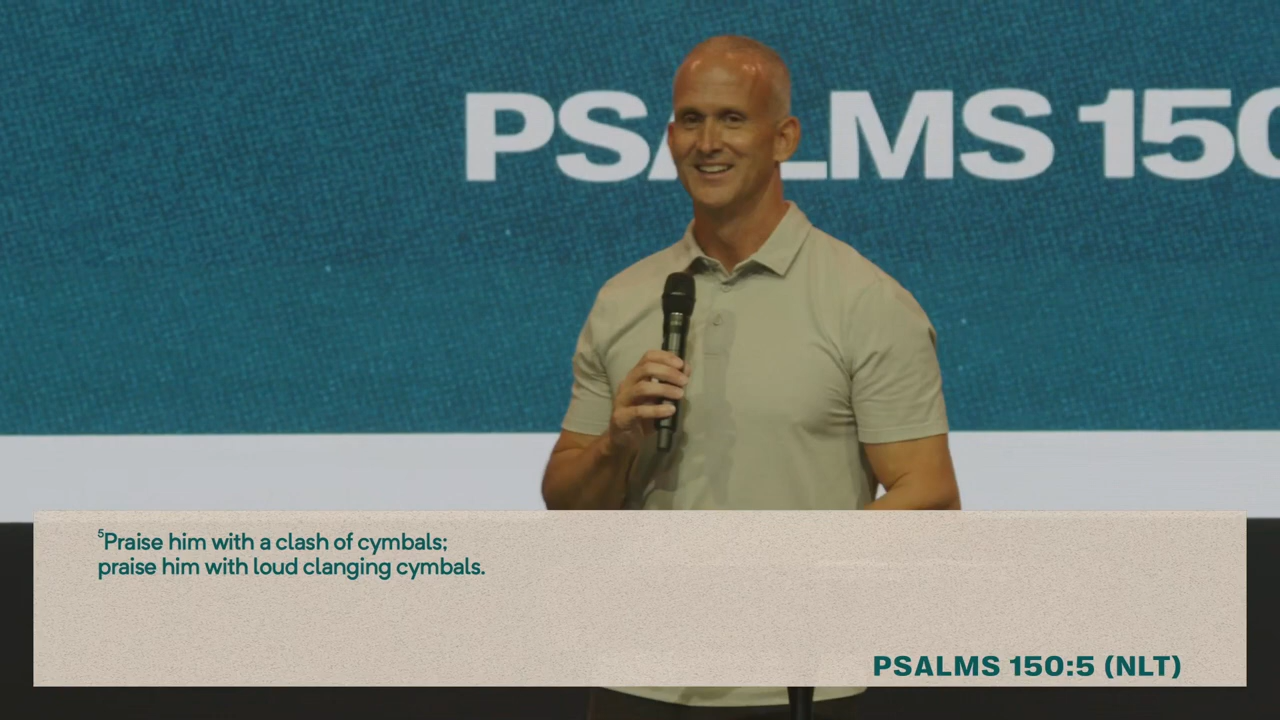 PSALMS 150
⁵Praise him with a clash of cymbals;
praise him with loud clanging cymbals.
PSALMS 150:5 (NLT)